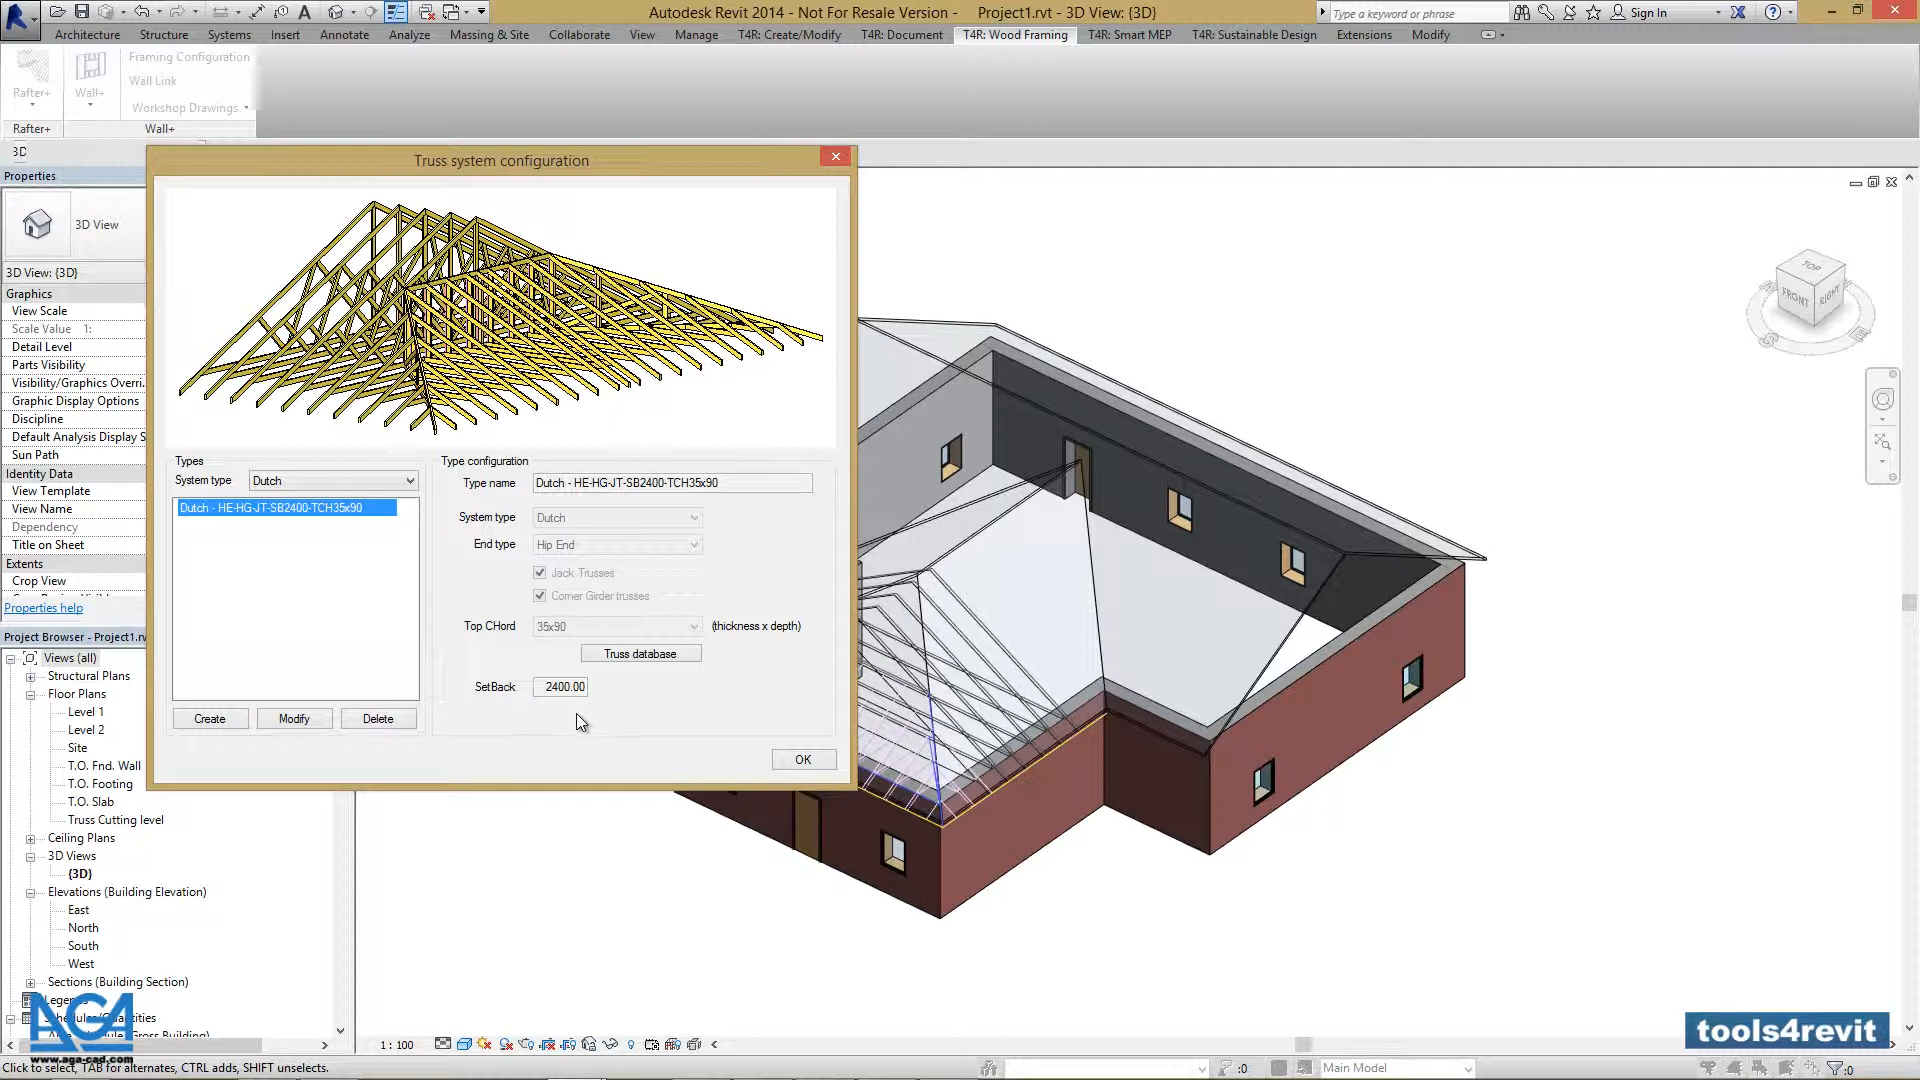 Autodesk Revit 2014 - Not For Resale Version - Project1.rvt - 3D View: {3D}
Type a keyword or phrase
Sign In
Architecture Structure Systems Insert Annotate Analyze Massing & Site Collaborate View Manage T4R: Create/Modify T4R: Document T4R: Wood Framing T4R: Smart MEP T4R: Sustainable Design Extensions Modify
Framing Configuration
Wall Link
Rafter+ Wall+
Workshop Drawings
Rafter+ Wall+
3D
Properties
3D View
3D View: {3D}
Graphics
View Scale
Scale Value 1:
Detail Level
Parts Visibility
Visibility/Graphics Overri...
Graphic Display Options
Discipline
Default Analysis Display S
Sun Path
Identity Data
View Template
View Name
Dependency
Title on Sheet
Extents
Crop View
Properties help
Project Browser - Project1.rv
Views (all)
Structural Plans
Floor Plans
Level 1
Level 2
Site
T.O. Fnd. Wall
T.O. Footing
T.O. Slab
Truss Cutting level
Ceiling Plans
3D Views
{3D}
Elevations (Building Elevation)
East
North
South
West
Sections (Building Section)
Truss system configuration
Types
System type Dutch
Dutch - HE-HG-JT-SB2400-TCH35x90
Create Modify Delete
Type configuration
Type name Dutch - HE-HG-JT-SB2400-TCH35x90
System type Dutch
End type Hip End
Jack Trusses
Corner Girder trusses
Top CHord 35x90 (thickness x depth)
Truss database
SetBack 2400.00
OK
TOP
FRONT RIGHT
AGA
www.aga-cad.com
1 : 100
tools4revit
Click to select, TAB for alternates, CTRL adds, SHIFT unselects.
:0
Main Model
:0